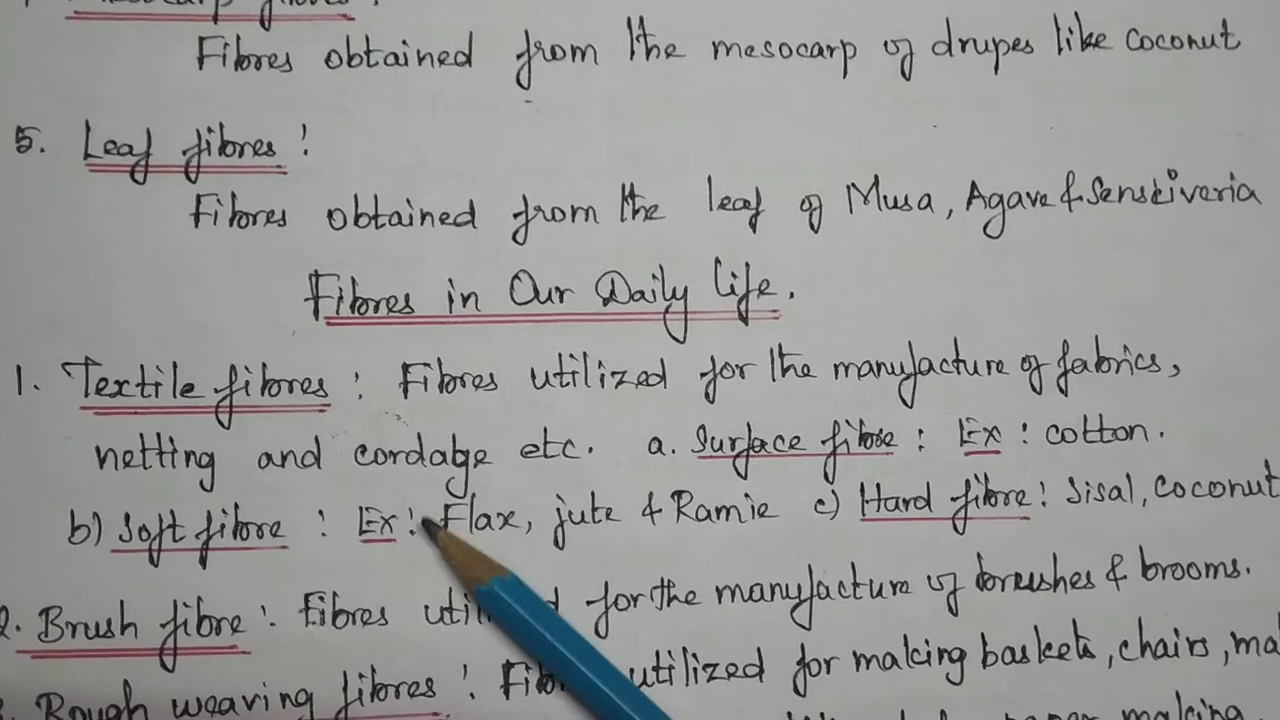 Fibres obtained from the mesocarp of drupes like coconut
5. Leaf fibres:
Fibres obtained from the leaf of Musa, Agave & Senseiveria
Fibres in Our Daily life.
1. Textile fibres : Fibres utilized for the manufacture of fabrics,
netting and cordage etc. a. Surface fibre : Ex : cotton.
b) Soft fibre : Ex: Flax, jute & Ramie c) Hard fibre: Sisal, coconut
2. Brush fibre: Fibres for the manufacture of brushes & brooms.
Rough weaving fibres : utilized for making baskets, chairs,
making